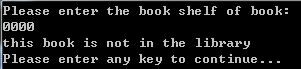 Please enter the book shelf of book:
0000
this book is not in the library
Please enter any key to continue...